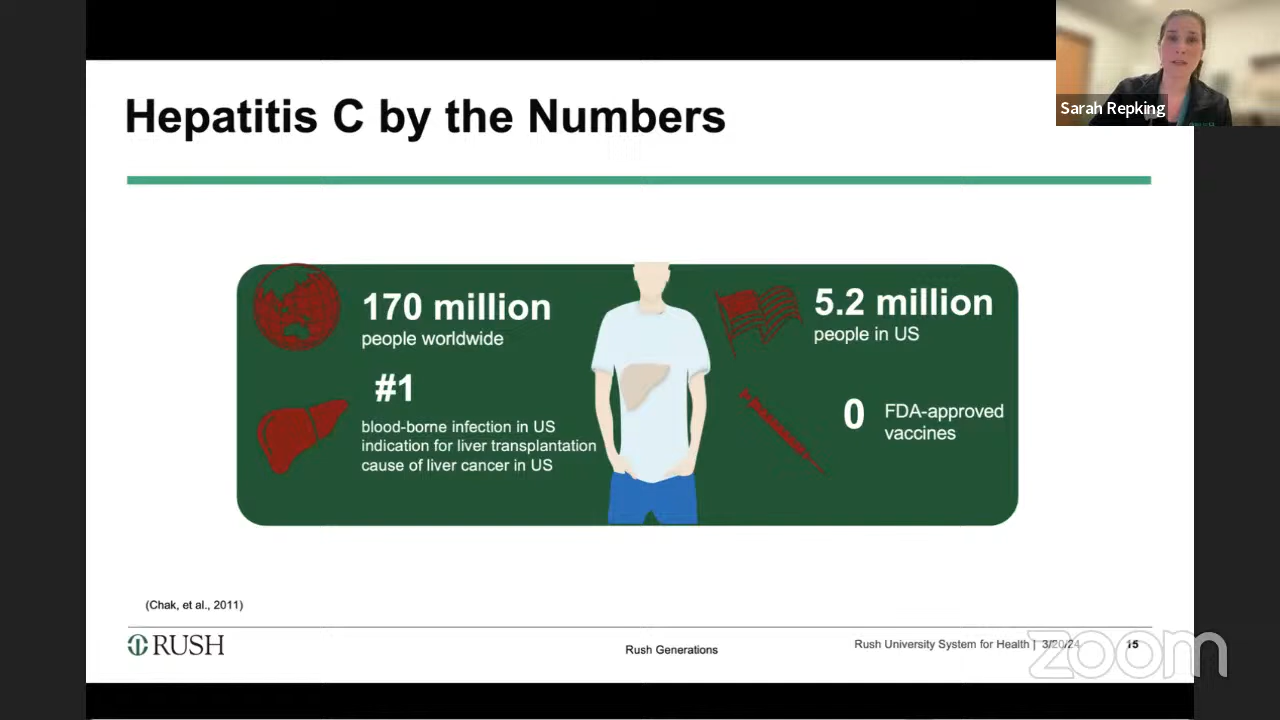 Hepatitis C by the Numbers
Sarah Repking
170 million
people worldwide
#1
blood-borne infection in US
indication for liver transplantation
cause of liver cancer in US
5.2 million
people in US
0
FDA-approved
vaccines
(Chak, et al., 2011)
RUSH
Rush Generations
Rush University System for Health | 3/20/24
15
zoom